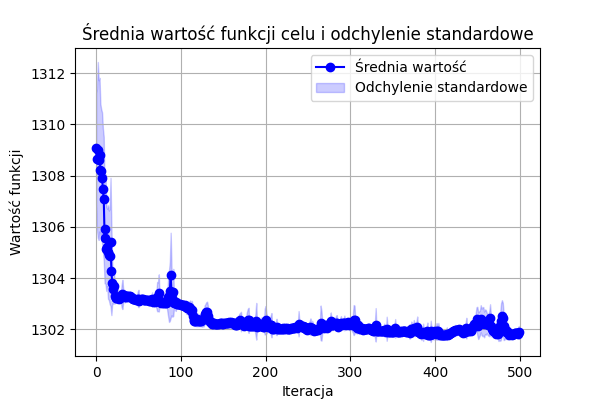 Średnia wartość funkcji celu i odchylenie standardowe
Średnia wartość
Odchylenie standardowe
Wartość funkcji
1312
1310
1308
1306
1304
1302
0 100 200 300 400 500
Iteracja